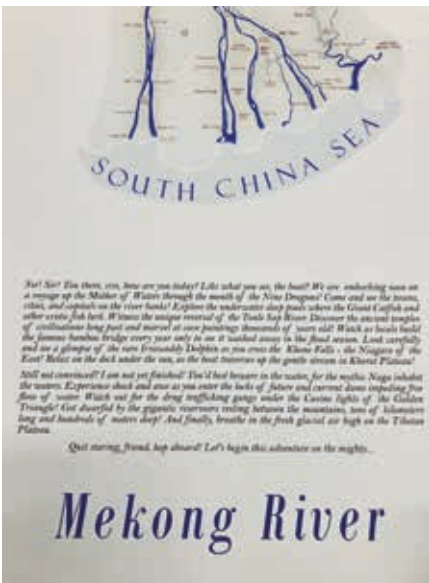 SOUTH CHINA SEA
Sir! Sir! You there, sir, how are you today? Like what you see, the boat? We are embarking soon on
a voyage up the Mother of Waters through the mouth of the Nine Dragons! Come and see the towns,
cities, and capitals on the river banks! Explore the underwater deep pools where the Giant Catfish and
other exotic fish lurk. Witness the unique reversal of the Tonle Sap River. Discover the ancient temples
of civilizations long past and marvel at cave paintings thousands of years old! Watch as locals build
the famous bamboo bridge every year only to see it washed away in the flood season. Look carefully
and see a glimpse of the rare Irrawaddy Dolphin as you cross the Khone Falls - the Niagara of the
East! Relax on the deck under the sun, as the boat traverses up the gentle stream in Khorat Plateau!
Still not convinced? I am not yet finished! You'd best beware in the water, for the mythic Naga inhabits
the waters. Experience shock and awe as you enter the locks of future and current dams impeding free
flow of water. Watch out for the drug trafficking gangs under the Casino lights of the Golden
Triangle! Get dwarfed by the gigantic reservoirs resting between the mountains, tens of kilometers
long and hundreds of meters deep! And finally, breathe in the fresh glacial air high on the Tibetan
Plateau.
Quit staring, friend, hop aboard! Let's begin this adventure on the mighty...
Mekong River